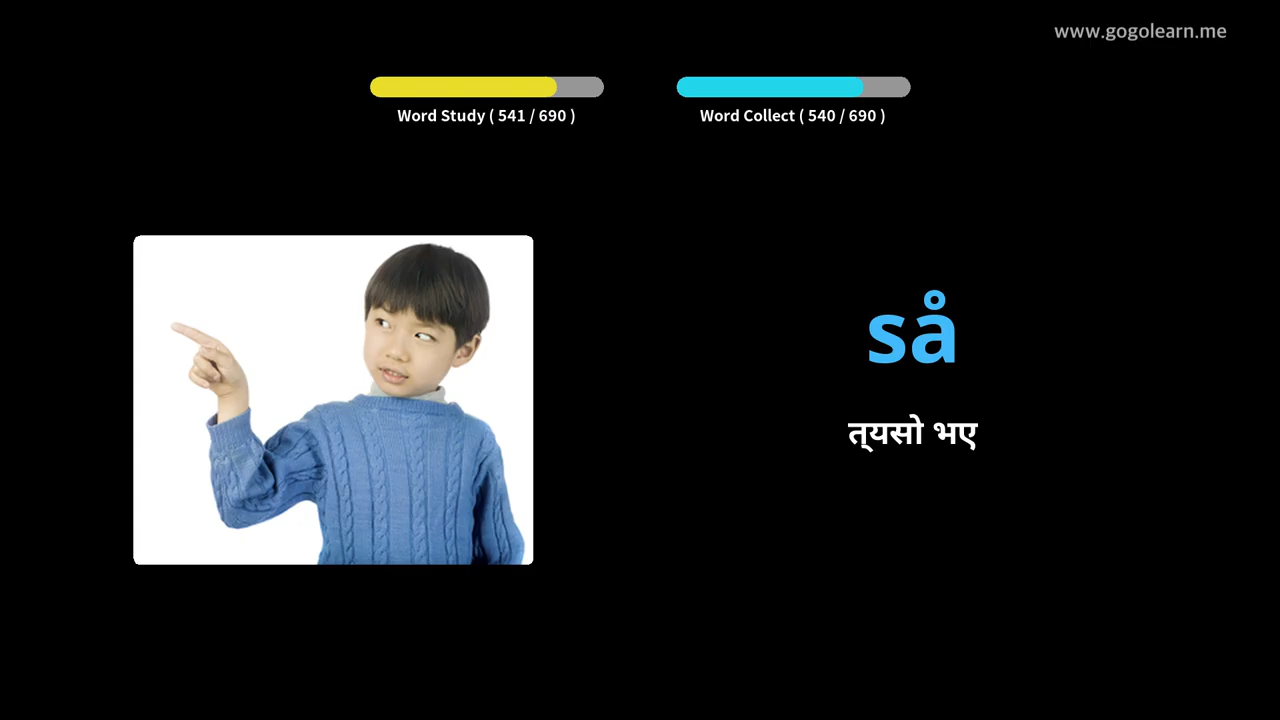 www.gogolearn.me
Word Study ( 541 / 690 )
Word Collect ( 540 / 690 )
så
त्यसो भए